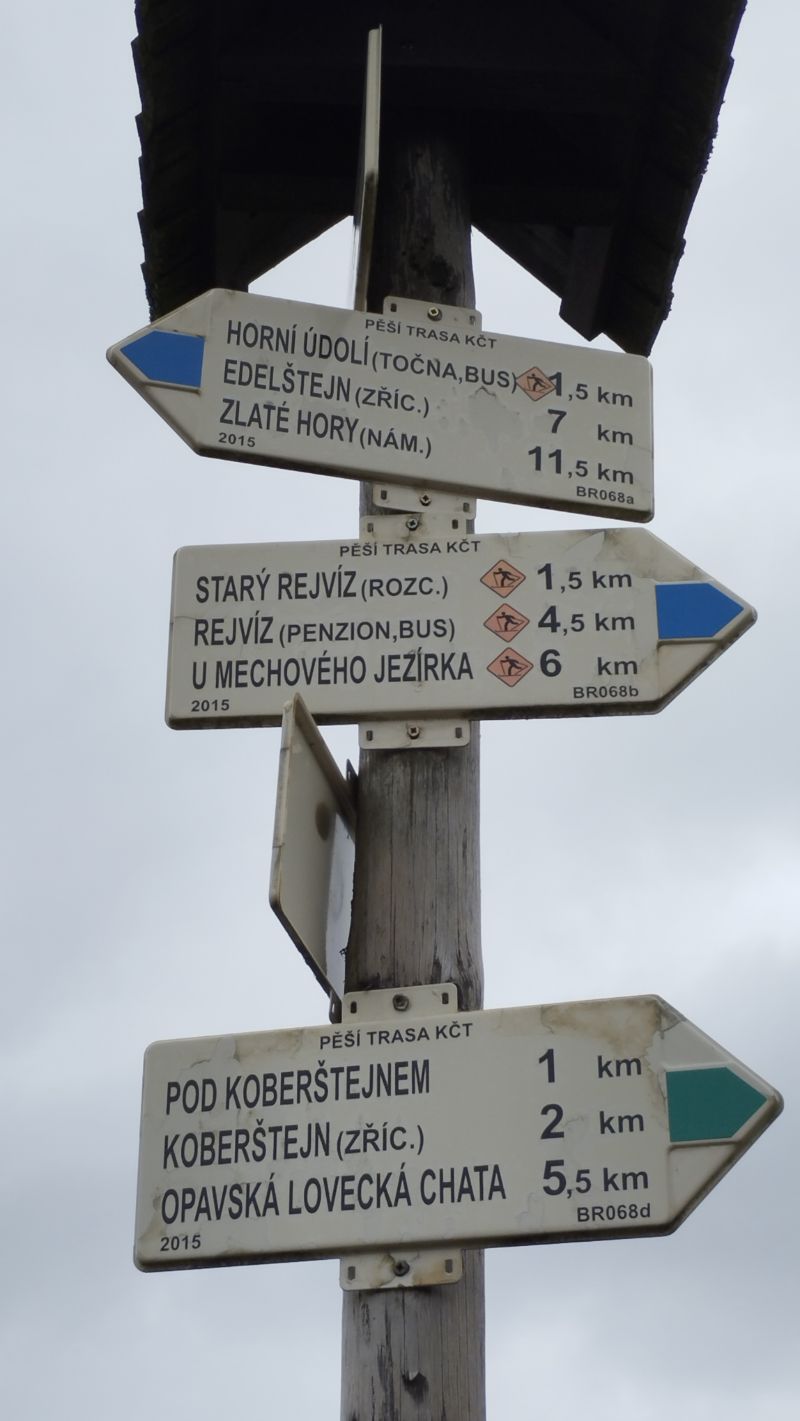 PĚŠÍ TRASA KČT
HORNÍ ÚDOLÍ (TOČNA,BUS) 1,5 km
EDELŠTEJN (ZŘÍC.) 7 km
ZLATÉ HORY (NÁM.) 11,5 km
2015 BR068a
PĚŠÍ TRASA KČT
STARÝ REJVÍZ (ROZC.) 1,5 km
REJVÍZ (PENZION,BUS) 4,5 km
U MECHOVÉHO JEZÍRKA 6 km
2015 BR068b
PĚŠÍ TRASA KČT
POD KOBERŠTEJNEM 1 km
KOBERŠTEJN (ZŘÍC.) 2 km
OPAVSKÁ LOVECKÁ CHATA 5,5 km
2015 BR068d